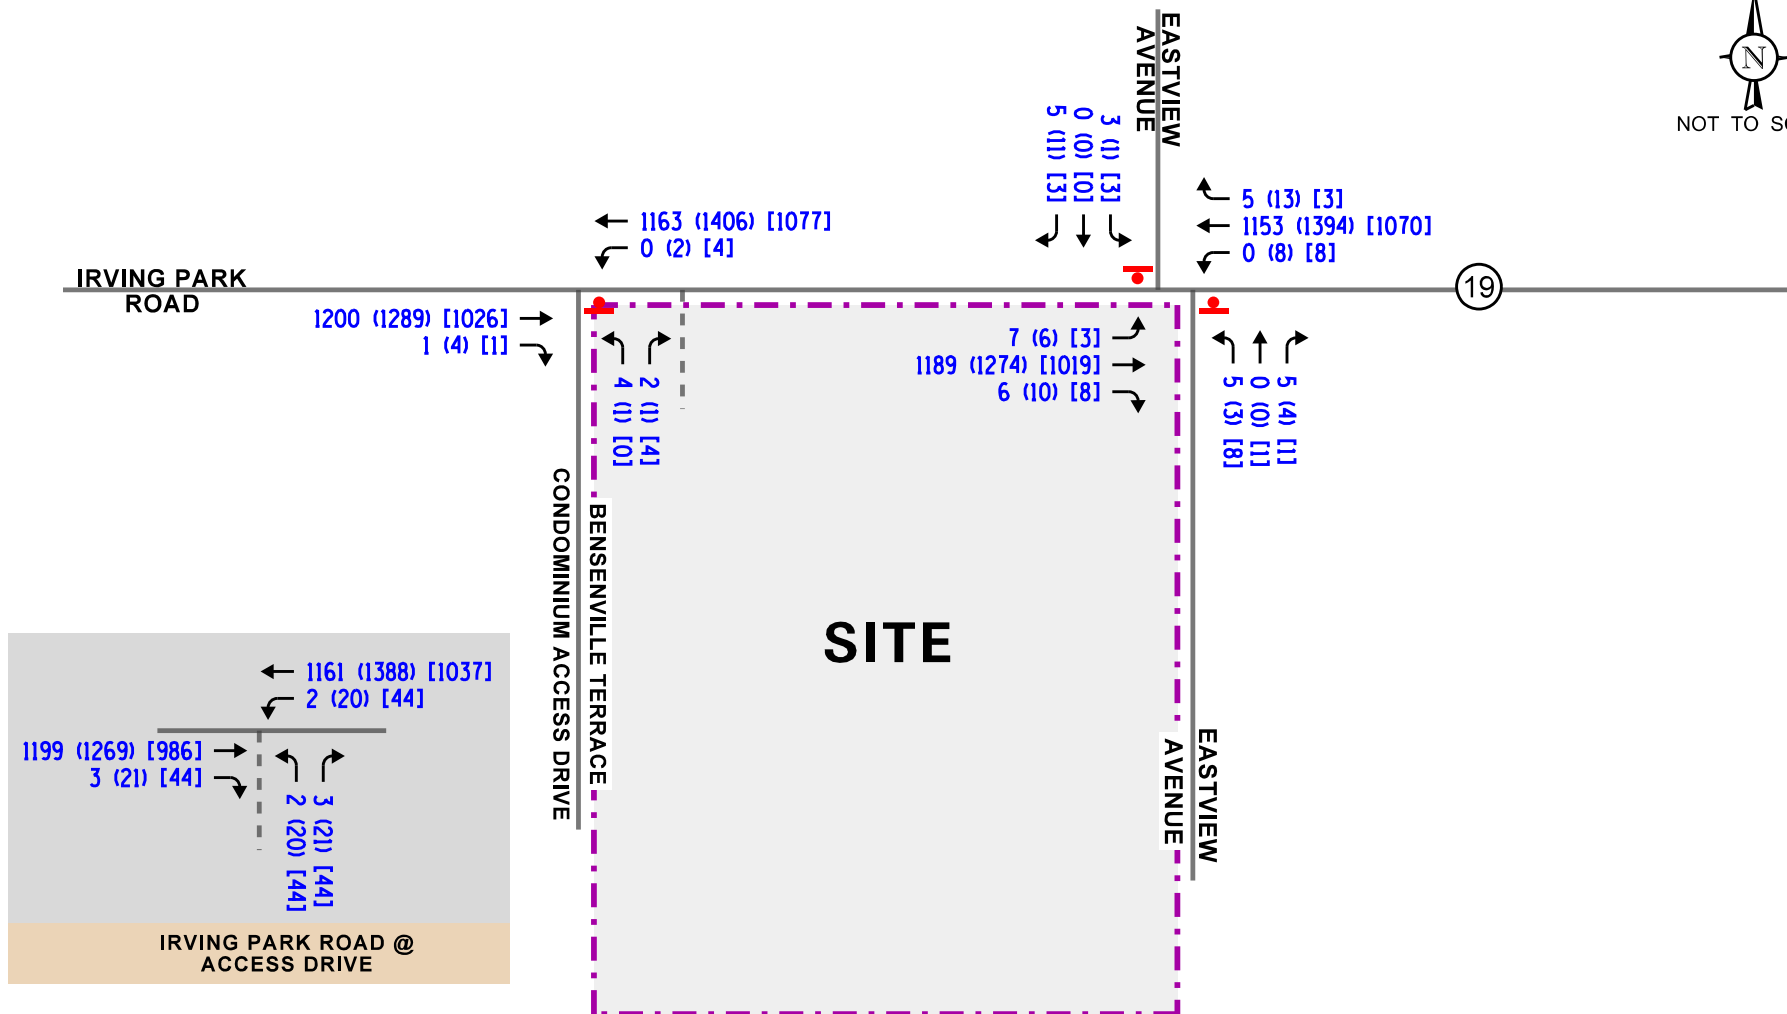 EASTVIEW
AVENUE
N
NOT TO SC
3 (1) [3]
0 (0) [0]
5 (11) [3]
5 (13) [3]
1153 (1394) [1070]
0 (8) [8]
1163 (1406) [1077]
0 (2) [4]
IRVING PARK
ROAD
19
1200 (1289) [1026]
1 (4) [1]
7 (6) [3]
1189 (1274) [1019]
6 (10) [8]
4 (1) [0]
2 (1) [4]
5 (3) [8]
0 (0) [1]
5 (4) [1]
BENSENVILLE TERRACE
CONDOMINIUM ACCESS DRIVE
SITE
EASTVIEW
AVENUE
1161 (1388) [1037]
2 (20) [44]
1199 (1269) [986]
3 (21) [44]
2 (20) [44]
3 (21) [44]
IRVING PARK ROAD @
ACCESS DRIVE